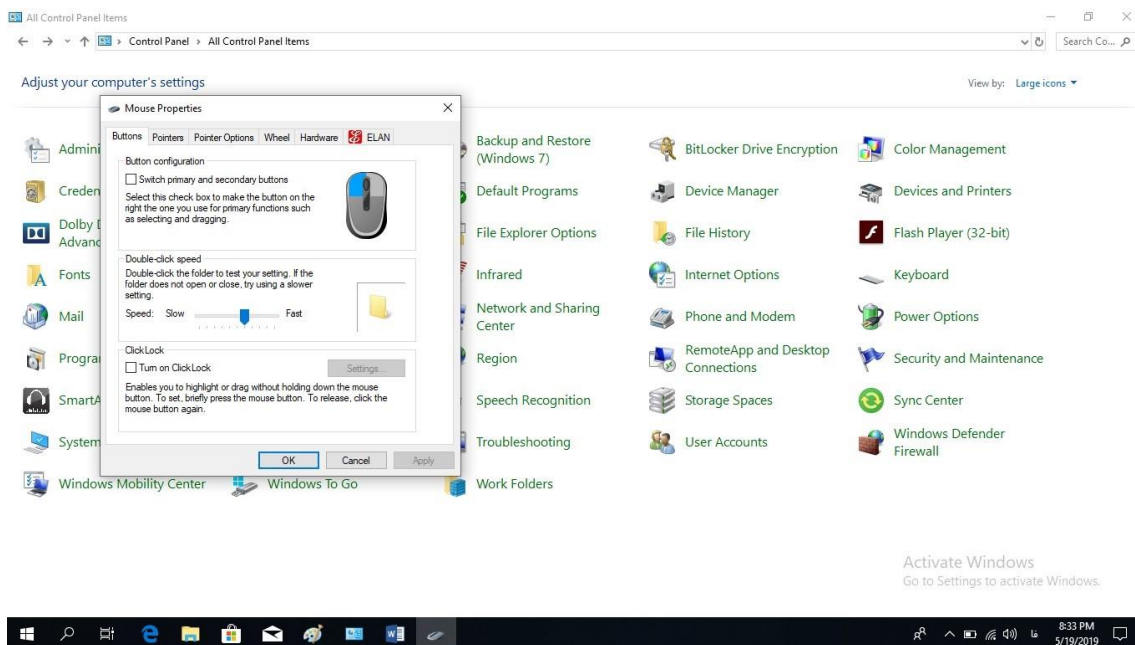 All Control Panel Items
Control Panel › All Control Panel Items
Search Co...
Adjust your computer's settings
View by: Large icons
Mouse Properties
Buttons Pointers Pointer Options Wheel Hardware ELAN
Button configuration
Switch primary and secondary buttons
Select this check box to make the button on the
right the one you use for primary functions such
as selecting and dragging.
Double-click speed
Double-click the folder to test your setting. If the
folder does not open or close, try using a slower
setting.
Speed: Slow Fast
ClickLock
Turn on ClickLock
Settings...
Enables you to highlight or drag without holding down the mouse
button. To set, briefly press the mouse button. To release, click the
mouse button again.
OK Cancel Apply
Admini
Backup and Restore
(Windows 7)
BitLocker Drive Encryption
Color Management
Creden
Default Programs
Device Manager
Devices and Printers
Dolby
Advanc
File Explorer Options
File History
Flash Player (32-bit)
Fonts
Infrared
Internet Options
Keyboard
Mail
Network and Sharing
Center
Phone and Modem
Power Options
Progra
Region
RemoteApp and Desktop
Connections
Security and Maintenance
SmartA
Speech Recognition
Storage Spaces
Sync Center
System
Troubleshooting
User Accounts
Windows Defender
Firewall
Windows Mobility Center
Windows To Go
Work Folders
Activate Windows
Go to Settings to activate Windows.
فا
8:33 PM
5/19/2019